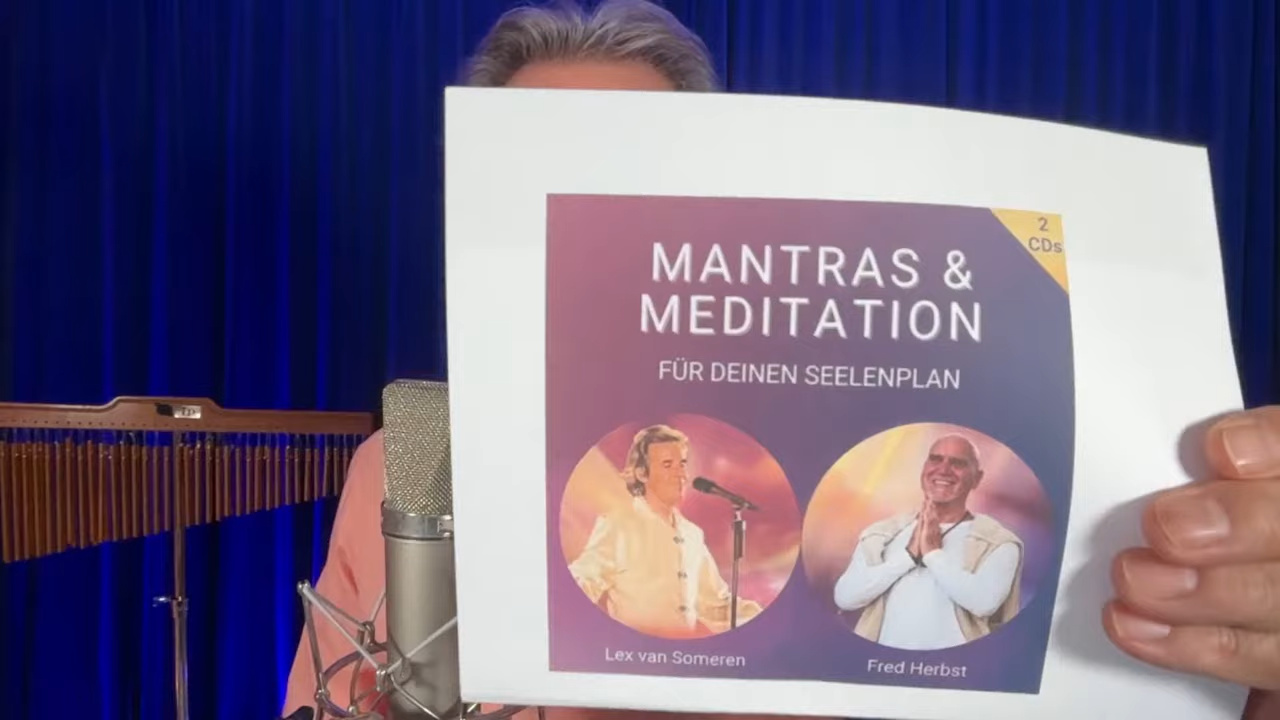 2
CDs
MANTRAS &
MEDITATION
FÜR DEINEN SEELENPLAN
Lex van Someren
Fred Herbst